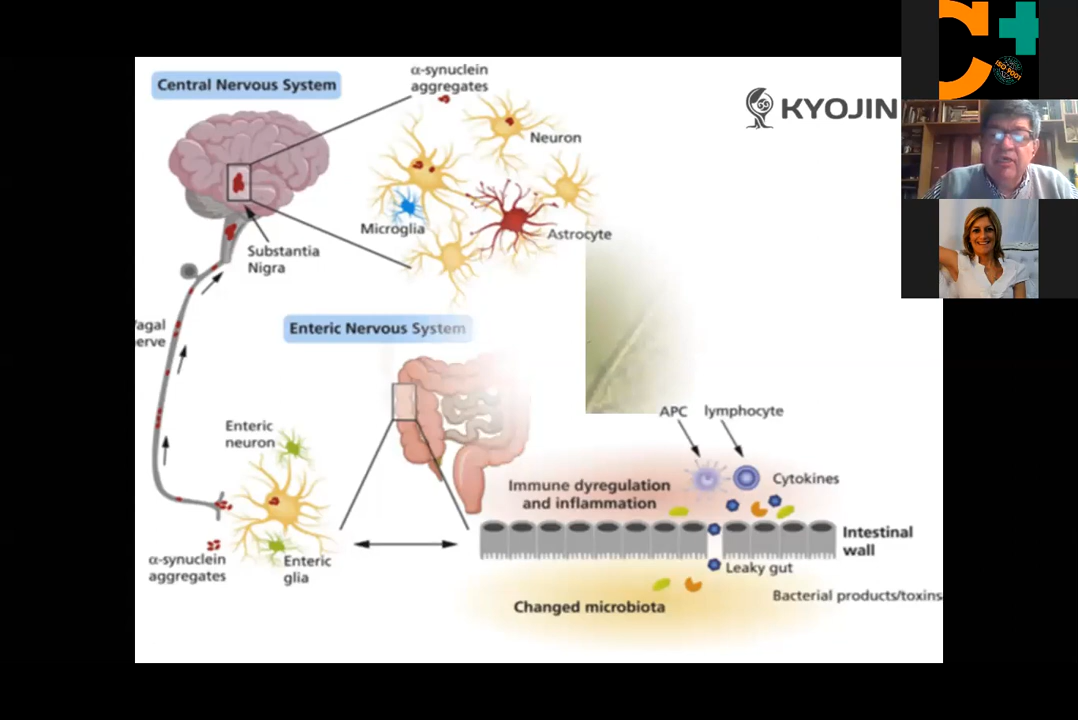 Central Nervous System
α-synuclein
aggregates
KYOJIN
Neuron
Microglia
Astrocyte
Substantia
Nigra
agal
erve
Enteric Nervous System
Enteric
neuron
APC
lymphocyte
Immune dyregulation
and inflammation
Cytokines
Intestinal
wall
α-synuclein
aggregates
Enteric
glia
Leaky gut
Bacterial products/toxins
Changed microbiota
C+
ISO 9001